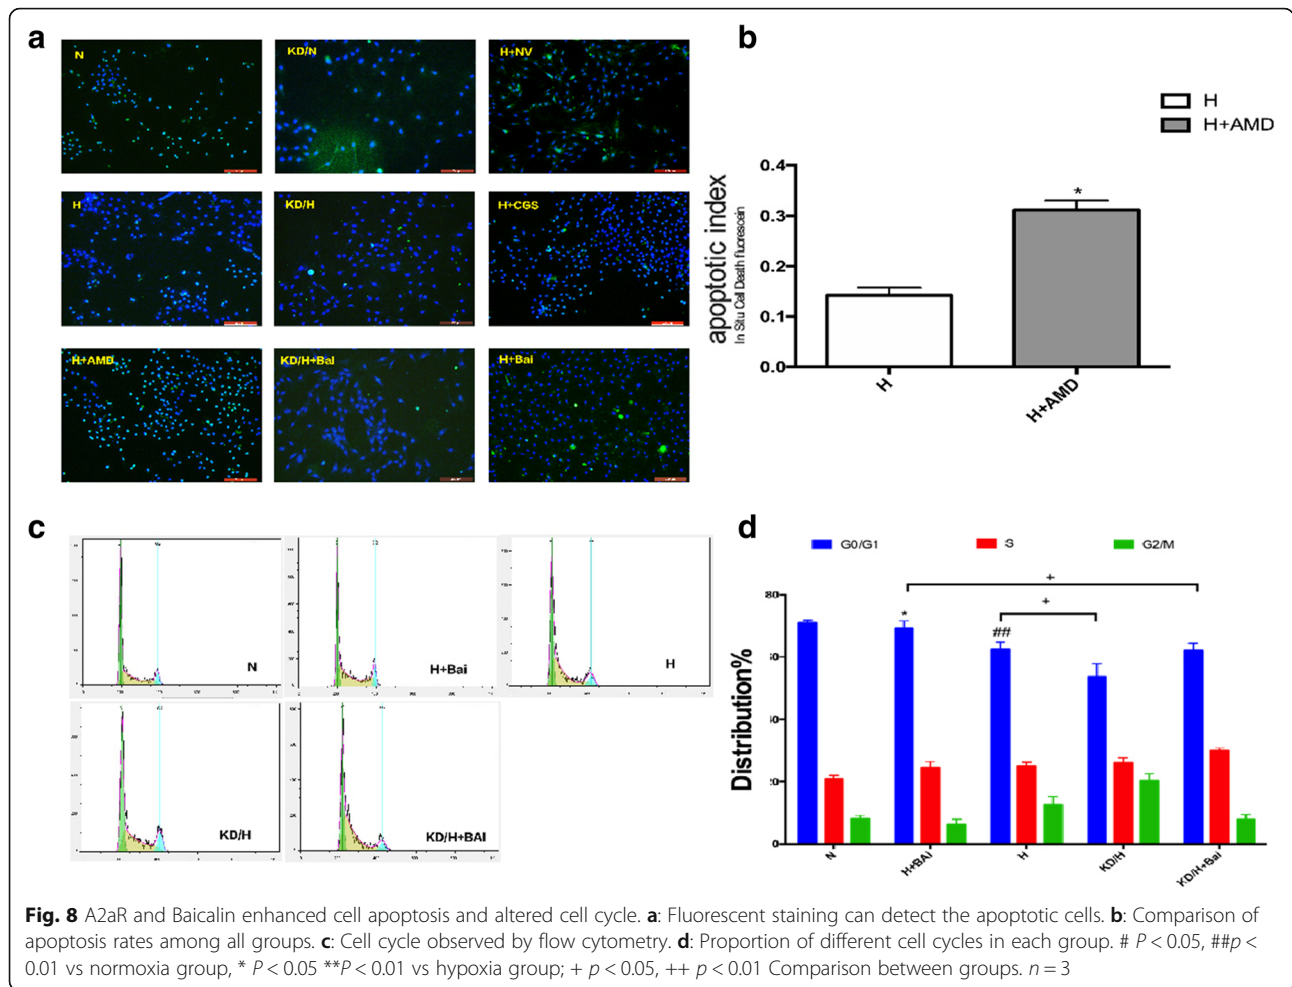 a
N
KD/N
H+NV
H
KD/H
H+CGS
H+AMD
KD/H+Bal
H+Bai
b
H
H+AMD
apoptotic index
In Situ Cell Death fluorescein
0.4
0.3
0.2
0.1
0.0
*
H
H+AMD
c
N
H+Bai
H
KD/H
KD/H+BAI
d
G0/G1
S
G2/M
Distribution%
80
60
40
20
0
*
##
+
+
N
H+BAI
H
KD/H
KD/H+Bai
Fig. 8 A2aR and Baicalin enhanced cell apoptosis and altered cell cycle. a: Fluorescent staining can detect the apoptotic cells. b: Comparison of
apoptosis rates among all groups. c: Cell cycle observed by flow cytometry. d: Proportion of different cell cycles in each group. # P < 0.05, ##p <
0.01 vs normoxia group, * P < 0.05 **P < 0.01 vs hypoxia group; + p < 0.05, ++ p < 0.01 Comparison between groups. n = 3